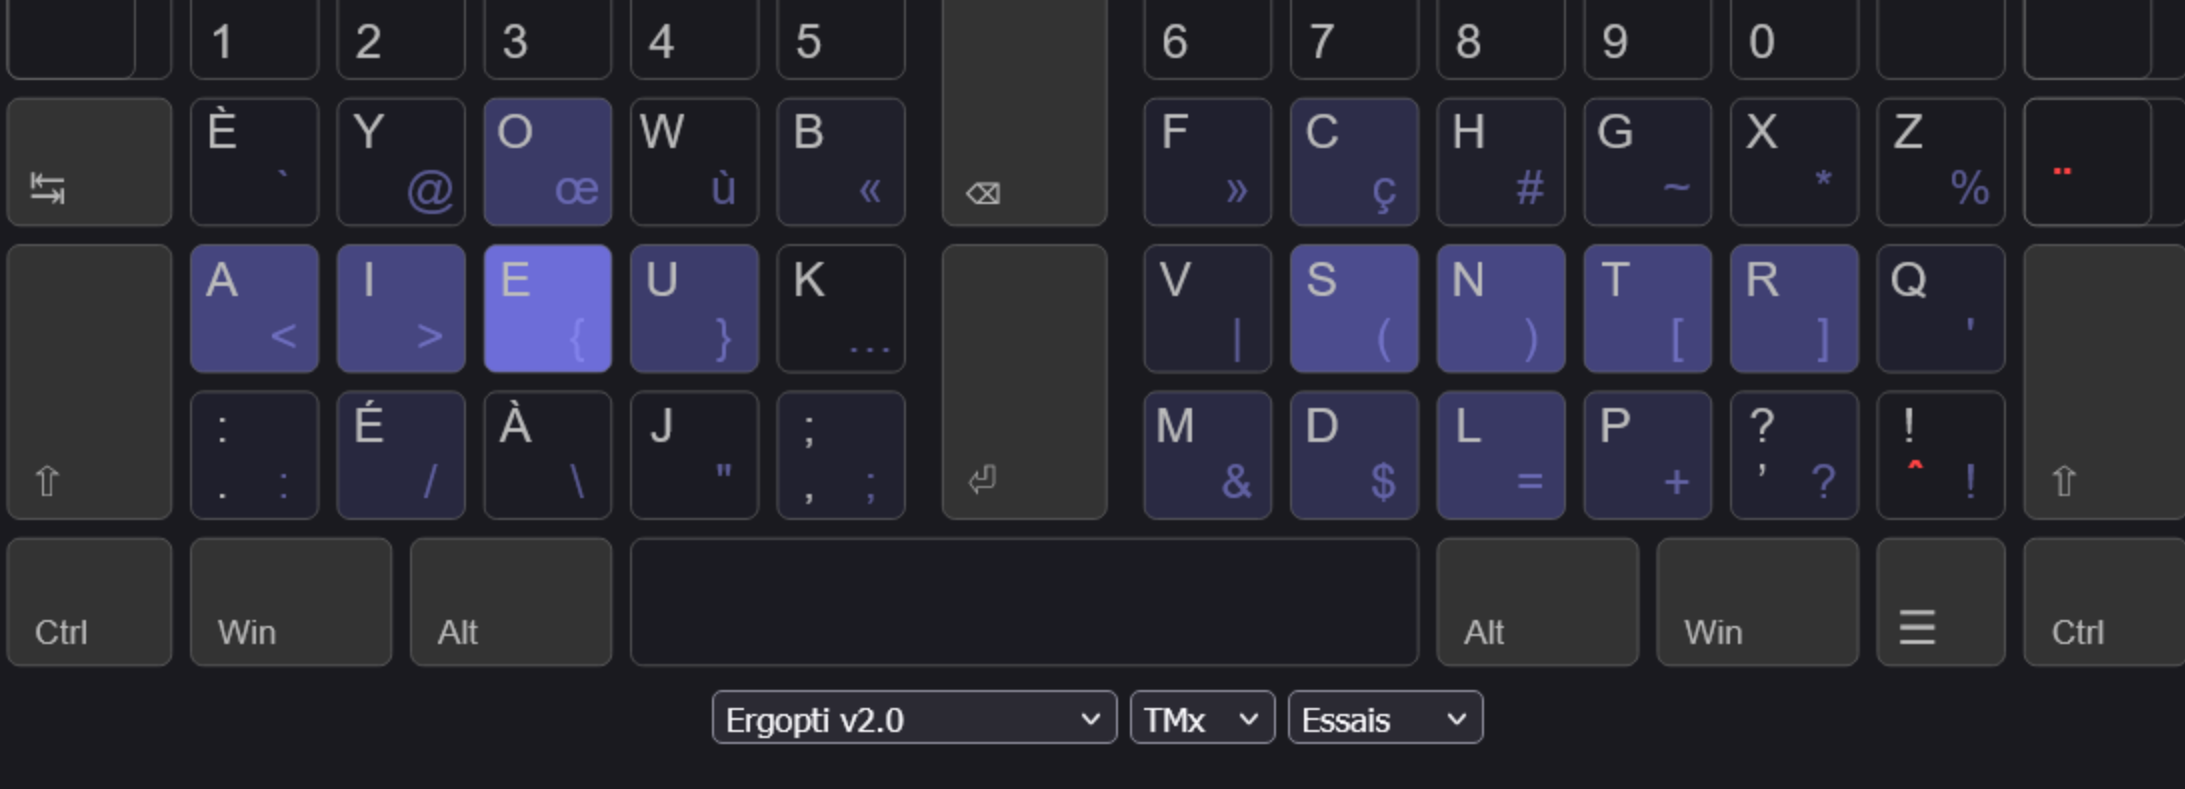 1 2 3 4 5 6 7 8 9 0
↹ È ` Y @ O œ W ù B « ⌫ F » C ç H # G ~ X * Z % ¨
A < I > E { U } K … V | S ( N ) T [ R ] Q '
⇧ : . : É / À \ J " ; , ; ⏎ M & D $ L = P + ? ’ ? ! ^ ! ⇧
Ctrl Win Alt Alt Win ☰ Ctrl
Ergopti v2.0 TMx Essais